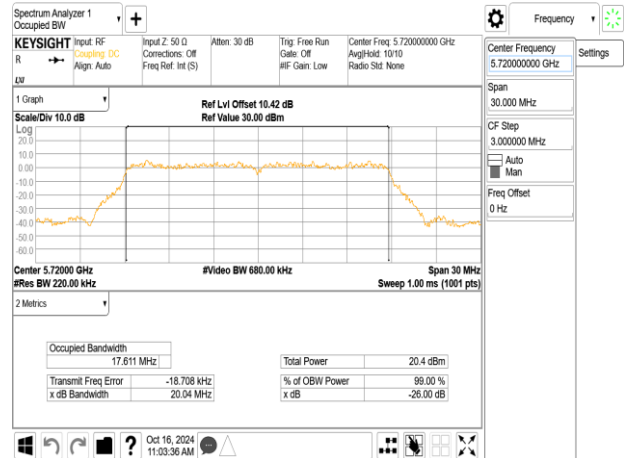 Spectrum Analyzer 1
Occupied BW
▼
+
Frequency
▼
KEYSIGHT
R
LXI
Input: RF
Coupling: DC
Align: Auto
Input Z: 50 Ω
Corrections: Off
Freq Ref: Int (S)
Atten: 30 dB
Trig: Free Run
Gate: Off
#IF Gain: Low
Center Freq: 5.720000000 GHz
Avg|Hold: 10/10
Radio Std: None
Center Frequency
5.720000000 GHz
Settings
Span
30.000 MHz
CF Step
3.000000 MHz
Auto
Man
Freq Offset
0 Hz
1 Graph
▼
Scale/Div 10.0 dB
Ref Lvl Offset 10.42 dB
Ref Value 30.00 dBm
Log
20.0
10.0
0.00
-10.0
-20.0
-30.0
-40.0
-50.0
-60.0
Center 5.72000 GHz
#Video BW 680.00 kHz
Span 30 MHz
#Res BW 220.00 kHz
Sweep 1.00 ms (1001 pts)
2 Metrics
▼
Occupied Bandwidth
17.611 MHz
Total Power 20.4 dBm
Transmit Freq Error -18.708 kHz
% of OBW Power 99.00 %
x dB Bandwidth 20.04 MHz
x dB -26.00 dB
?
Oct 16, 2024
11:03:36 AM